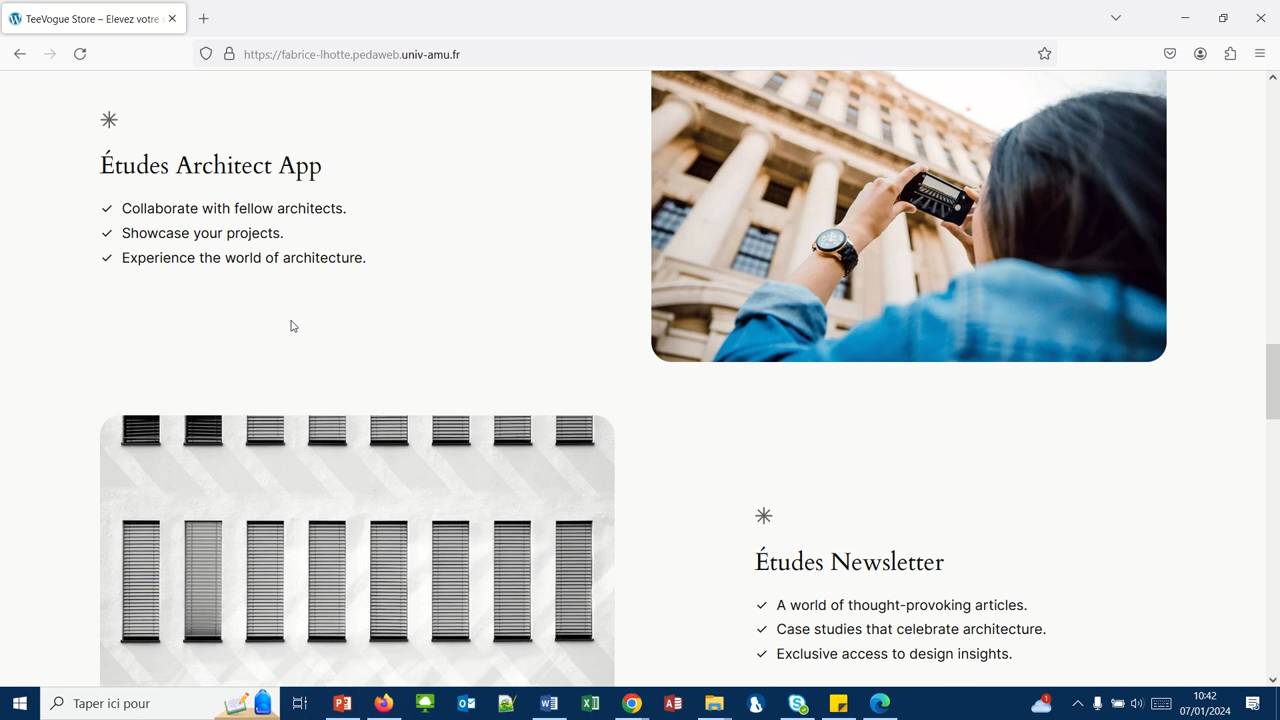 TeeVogue Store – Elevez votre
https://fabrice-lhotte.pedaweb.univ-amu.fr
Études Architect App
Collaborate with fellow architects.
Showcase your projects.
Experience the world of architecture.
Études Newsletter
A world of thought-provoking articles.
Case studies that celebrate architecture.
Exclusive access to design insights.
Taper ici pour
10:42
07/01/2024